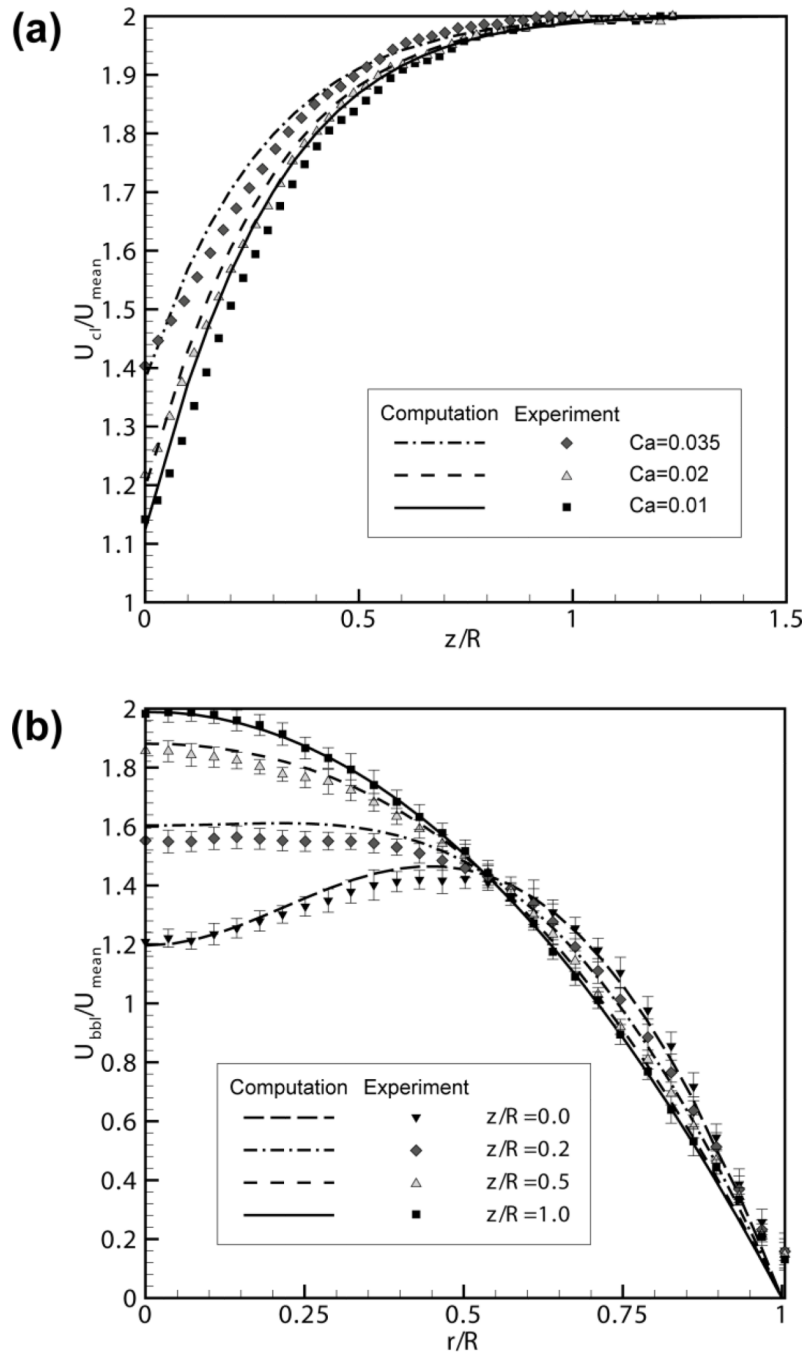 (a)
2
1.9
1.8
1.7
1.6
1.5
1.4
1.3
1.2
1.1
1
U_cl/U_mean
Computation Experiment
Ca=0.035
Ca=0.02
Ca=0.01
0 0.5 1 1.5
z/R
(b)
2
1.8
1.6
1.4
1.2
1
0.8
0.6
0.4
0.2
0
U_bbl/U_mean
Computation Experiment
z/R=0.0
z/R=0.2
z/R=0.5
z/R=1.0
0 0.25 0.5 0.75 1
r/R